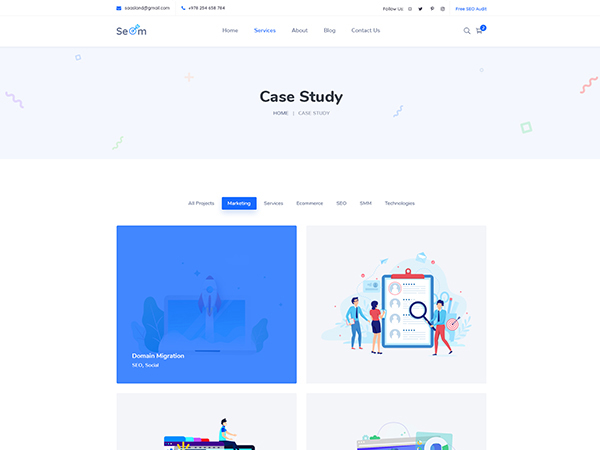 saasland@gmail.com +978 254 658 784 Follow Us Free SEO Audit
SeOm Home Services About Blog Contact Us 2
Case Study
HOME | CASE STUDY
All Projects Marketing Services Ecommerce SEO SMM Technologies
Domain Migration
SEO, Social